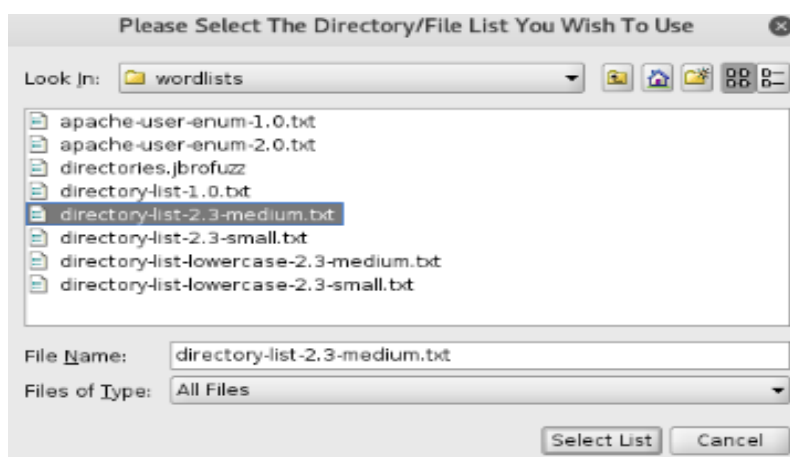 Please Select The Directory/File List You Wish To Use
Look In: wordlists
apache-user-enum-1.0.txt
apache-user-enum-2.0.txt
directories.jbrofuzz
directory-list-1.0.txt
directory-list-2.3-medium.txt
directory-list-2.3-small.txt
directory-list-lowercase-2.3-medium.txt
directory-list-lowercase-2.3-small.txt
File Name: directory-list-2.3-medium.txt
Files of Type: All Files
Select List Cancel